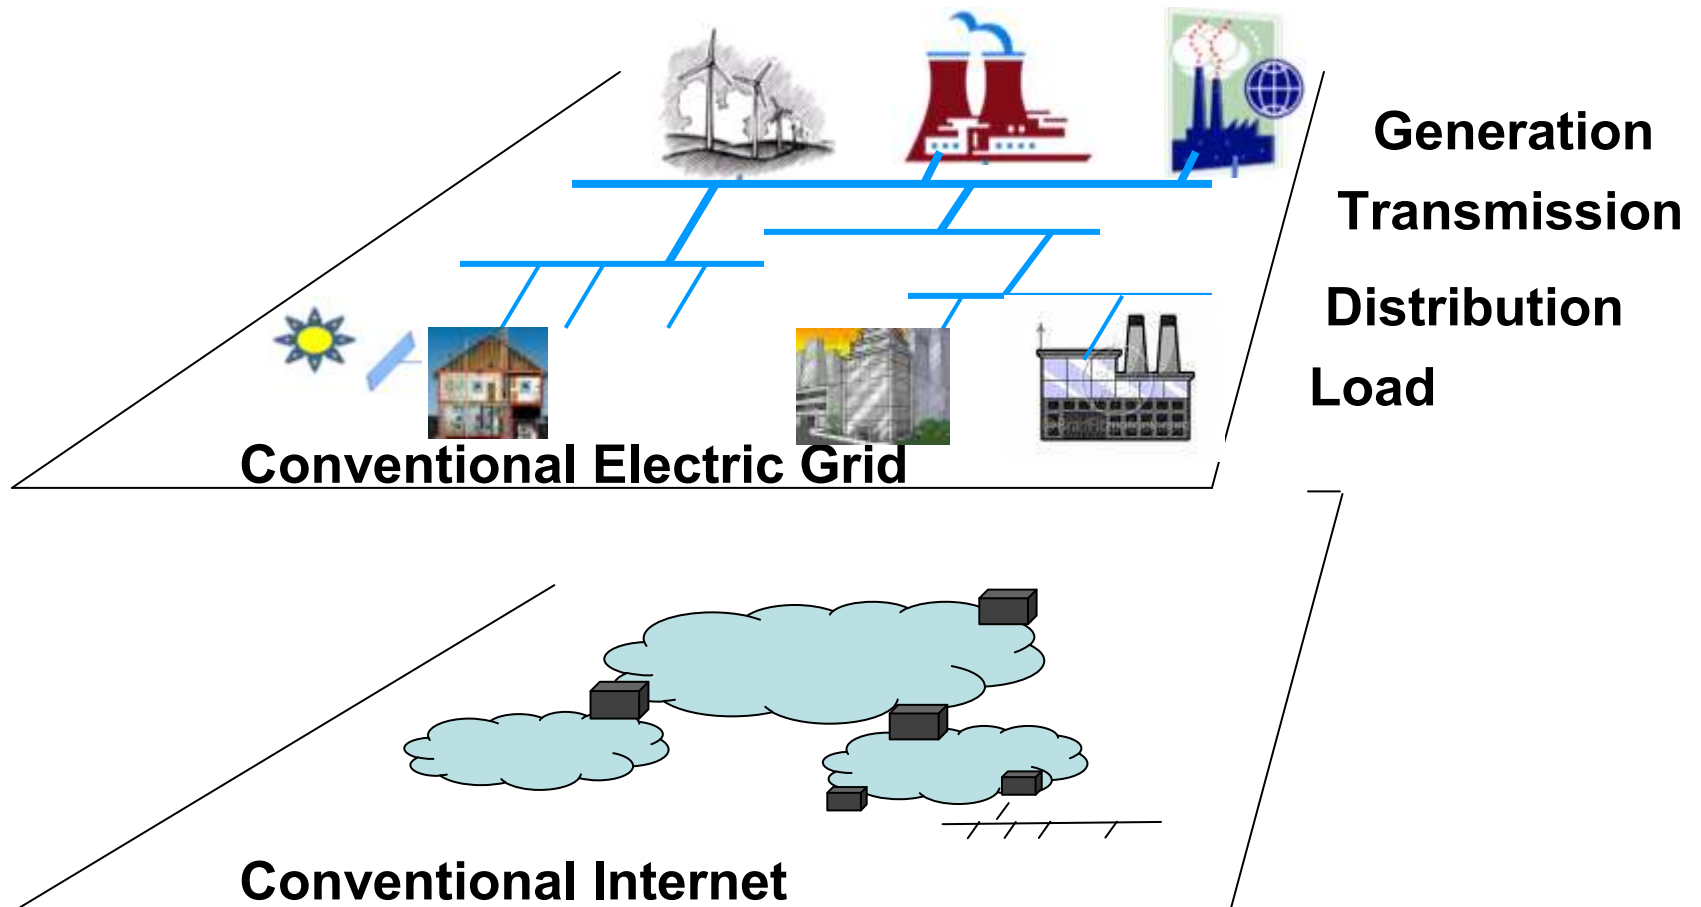 Generation
Transmission
Distribution
Load
Conventional Electric Grid
Conventional Internet